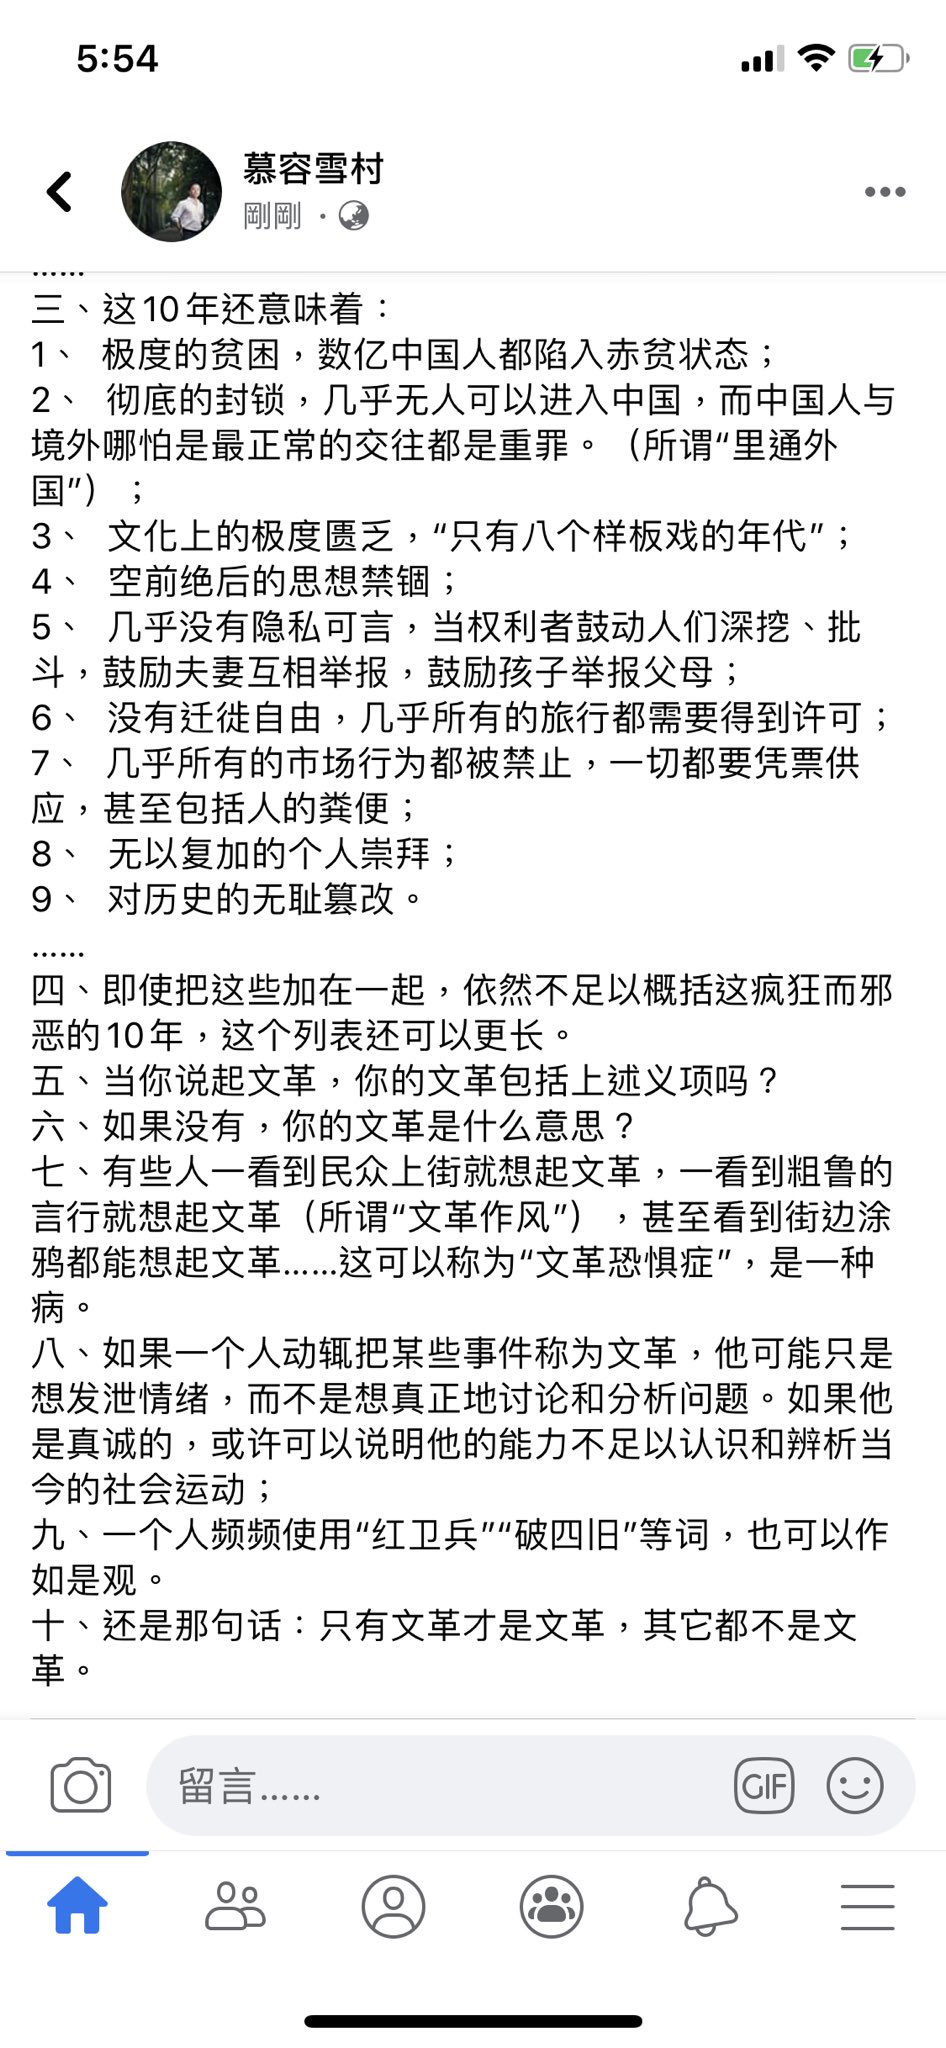 5:54
慕容雪村
剛剛 ·
……
三、这10年还意味着：
1、 极度的贫困，数亿中国人都陷入赤贫状态；
2、 彻底的封锁，几乎无人可以进入中国，而中国人与
境外哪怕是最正常的交往都是重罪。（所谓“里通外
国”）；
3、 文化上的极度匮乏，“只有八个样板戏的年代”；
4、 空前绝后的思想禁锢；
5、 几乎没有隐私可言，当权利者鼓动人们深挖、批
斗，鼓励夫妻互相举报，鼓励孩子举报父母；
6、 没有迁徙自由，几乎所有的旅行都需要得到许可；
7、 几乎所有的市场行为都被禁止，一切都要凭票供
应，甚至包括人的粪便；
8、 无以复加的个人崇拜；
9、 对历史的无耻篡改。
……
四、即使把这些加在一起，依然不足以概括这疯狂而邪
恶的10年，这个列表还可以更长。
五、当你说起文革，你的文革包括上述义项吗？
六、如果没有，你的文革是什么意思？
七、有些人一看到民众上街就想起文革，一看到粗鲁的
言行就想起文革（所谓“文革作风”），甚至看到街边涂
鸦都能想起文革……这可以称为“文革恐惧症”，是一种
病。
八、如果一个人动辄把某些事件称为文革，他可能只是
想发泄情绪，而不是想真正地讨论和分析问题。如果他
是真诚的，或许可以说明他的能力不足以认识和辨析当
今的社会运动；
九、一个人频频使用“红卫兵”“破四旧”等词，也可以作
如是观。
十、还是那句话：只有文革才是文革，其它都不是文
革。
留言……
GIF